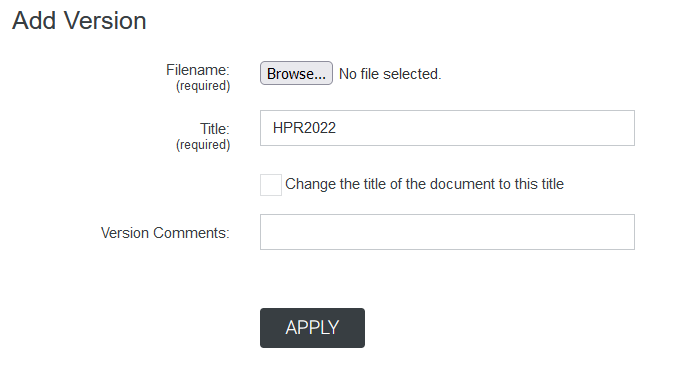 Add Version
Filename: Browse... No file selected.
(required)
Title: HPR2022
(required)
Change the title of the document to this title
Version Comments:
APPLY